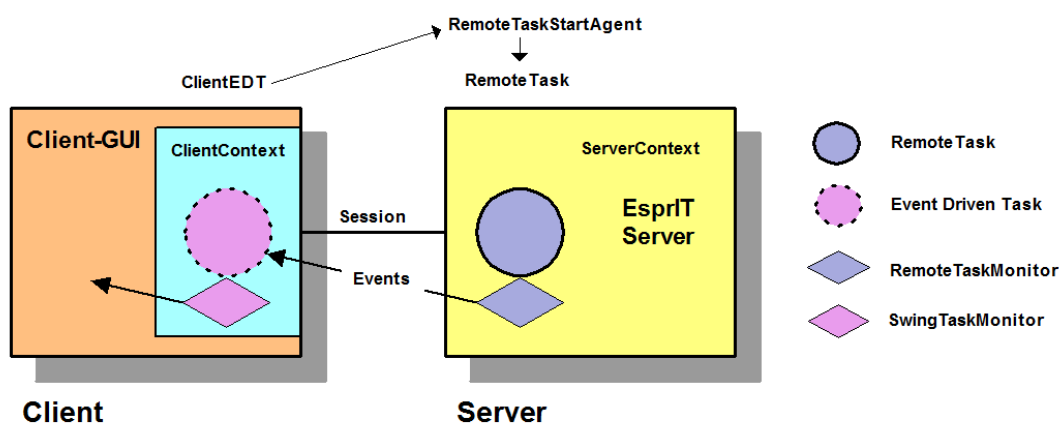 RemoteTaskStartAgent
ClientEDT
RemoteTask
Client-GUI
ClientContext
ServerContext
RemoteTask
Session
EsprIT
Server
Event Driven Task
Events
RemoteTaskMonitor
SwingTaskMonitor
Client
Server